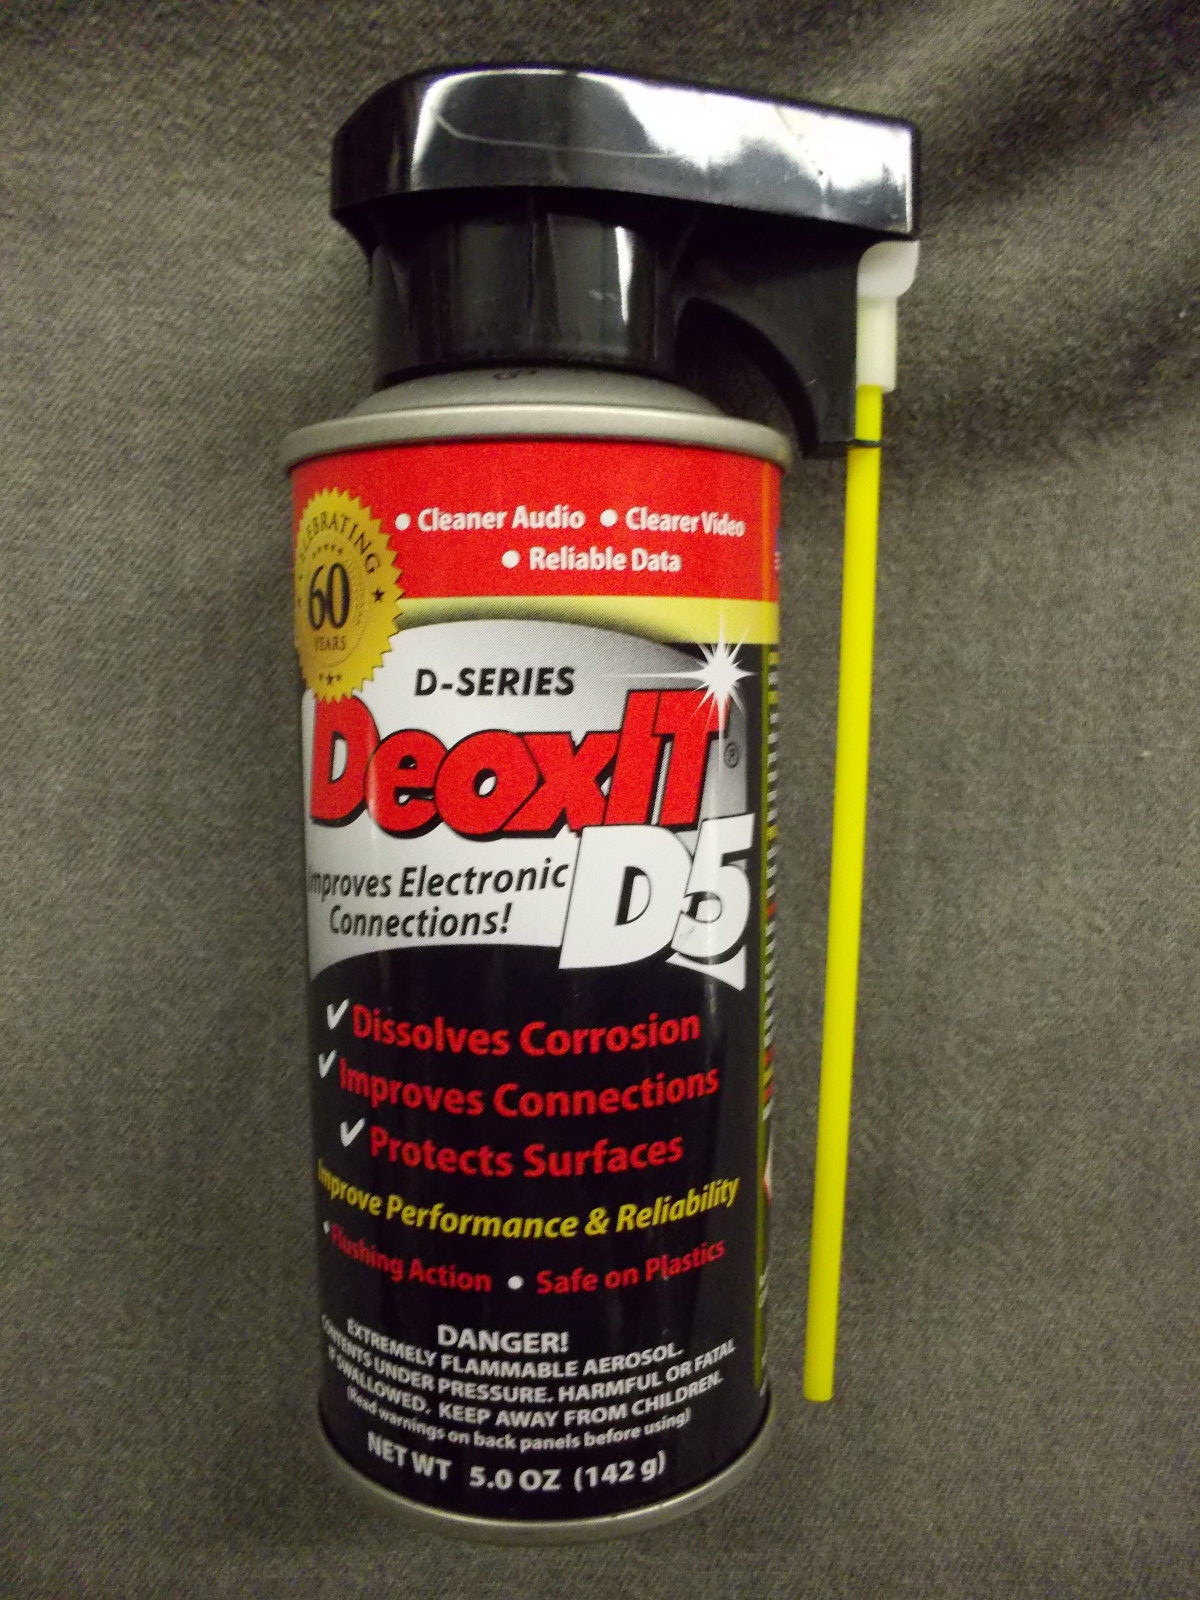 CELEBRATING
60
YEARS
• Cleaner Audio • Clearer Video
• Reliable Data
D-SERIES
DeoxIT®
D5
Improves Electronic
Connections!
✓ Dissolves Corrosion
✓ Improves Connections
✓ Protects Surfaces
Improve Performance & Reliability
• Flushing Action • Safe on Plastics
DANGER!
EXTREMELY FLAMMABLE AEROSOL.
CONTENTS UNDER PRESSURE. HARMFUL OR FATAL
IF SWALLOWED. KEEP AWAY FROM CHILDREN.
(Read warnings on back panels before using)
NET WT 5.0 OZ (142 g)